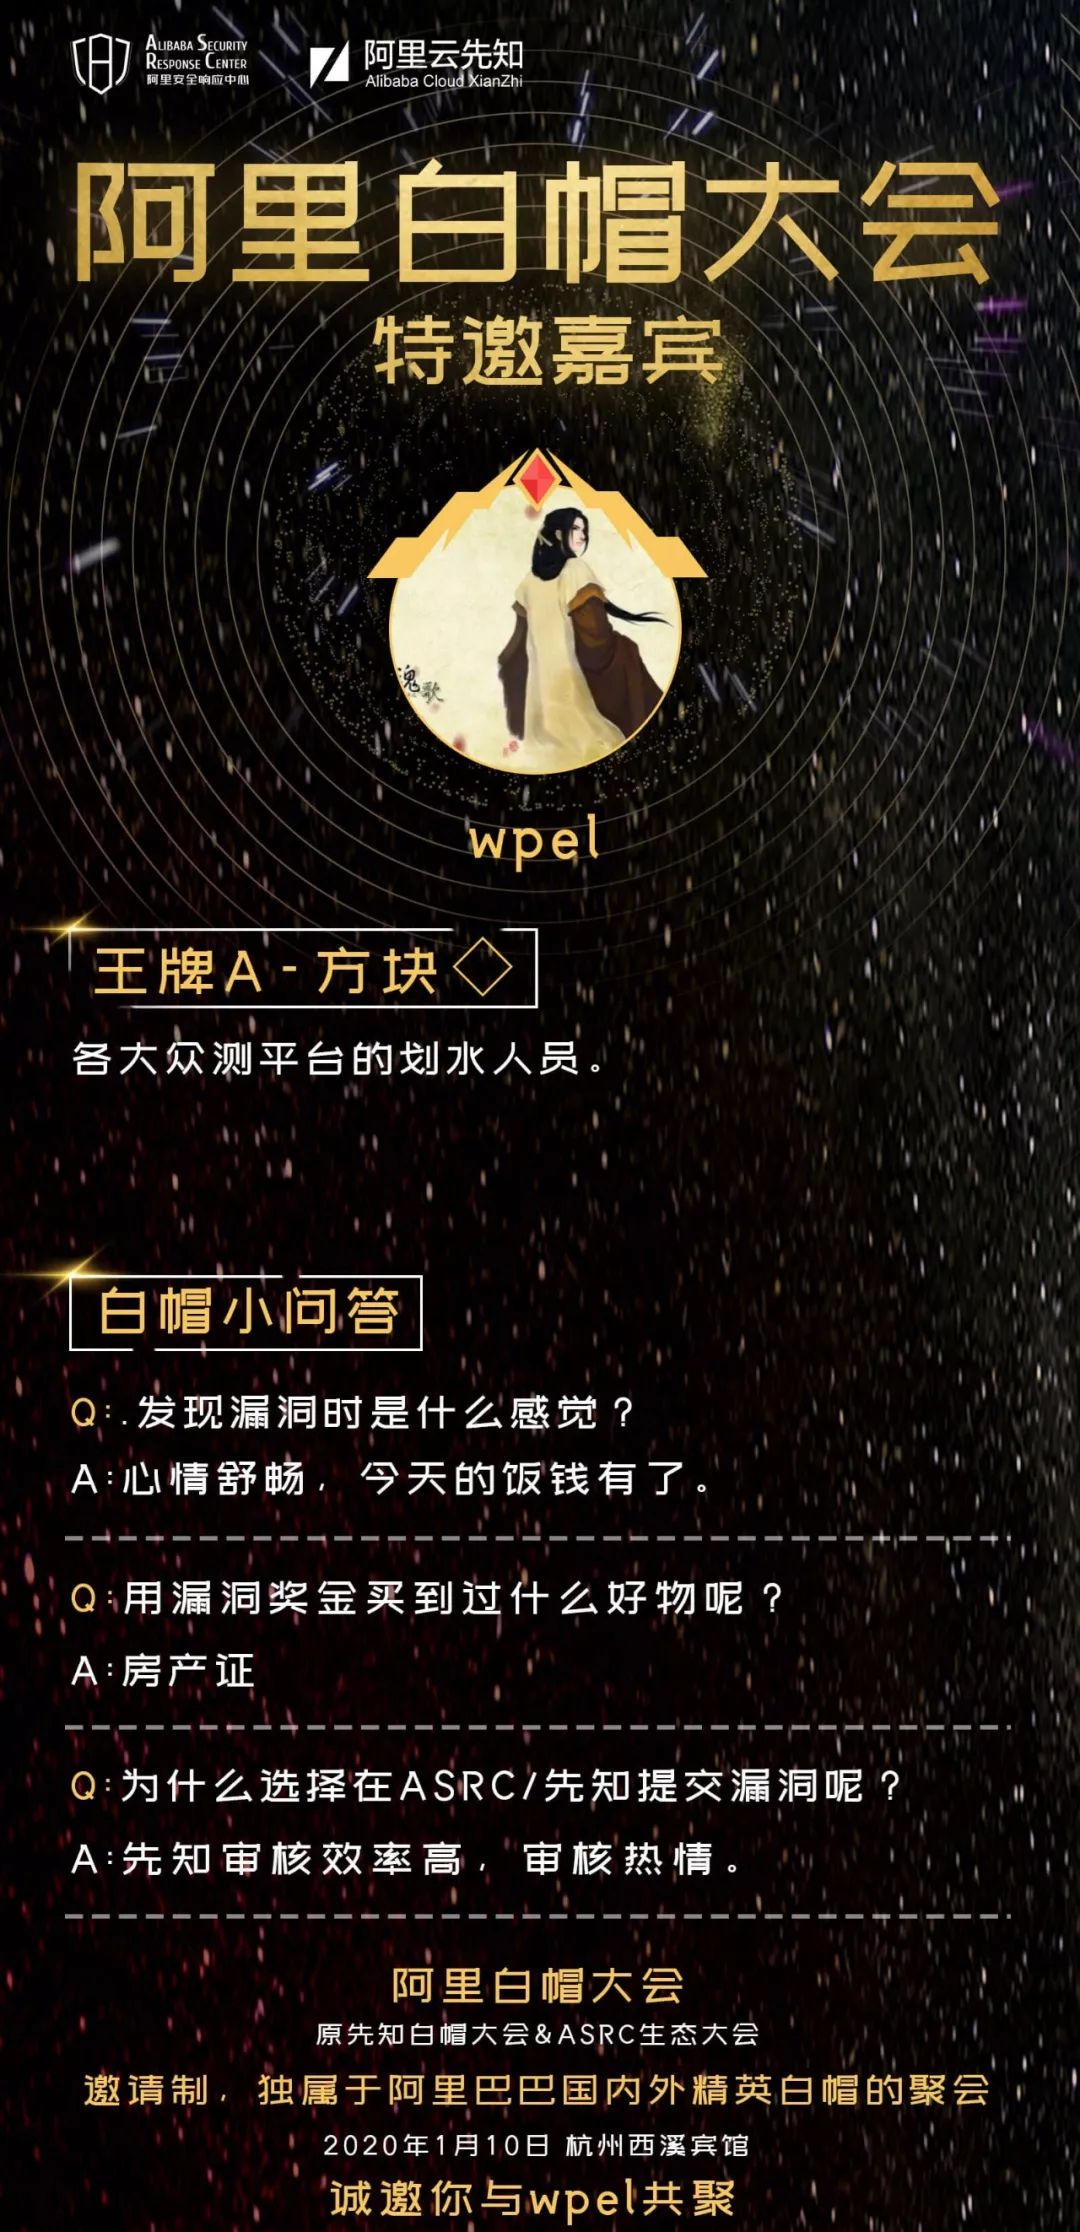 ALIBABA SECURITY
RESPONSE CENTER
阿里安全响应中心
阿里云先知
Alibaba Cloud XianZhi
阿里白帽大会
特邀嘉宾
魂歌
wpel
王牌A-方块◇
各大众测平台的划水人员。
白帽小问答
Q:.发现漏洞时是什么感觉？
A:心情舒畅，今天的饭钱有了。
Q:用漏洞奖金买到过什么好物呢？
A:房产证
Q:为什么选择在ASRC/先知提交漏洞呢？
A:先知审核效率高，审核热情。
阿里白帽大会
原先知白帽大会&ASRC生态大会
邀请制，独属于阿里巴巴国内外精英白帽的聚会
2020年1月10日 杭州西溪宾馆
诚邀你与wpel共聚